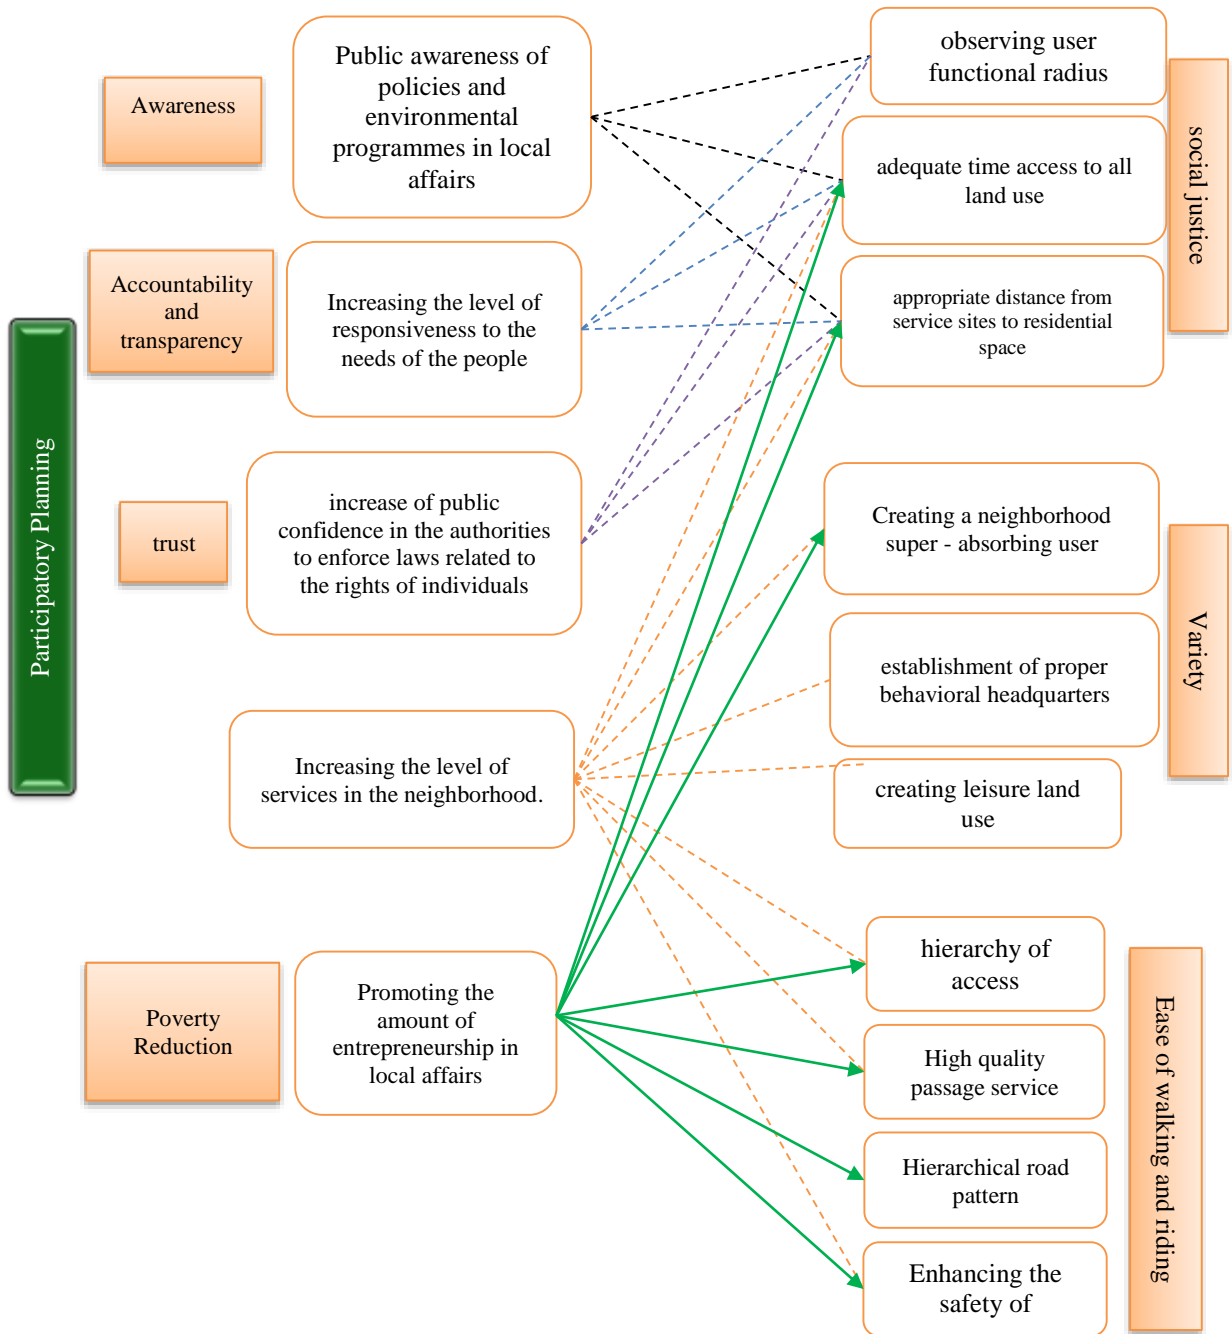 Participatory Planning
Awareness
Public awareness of
policies and
environmental
programmes in local
affairs
Accountability
and
transparency
Increasing the level of
responsiveness to the
needs of the people
trust
increase of public
confidence in the authorities
to enforce laws related to
the rights of individuals
Increasing the level of
services in the neighborhood.
Poverty
Reduction
Promoting the
amount of
entrepreneurship in
local affairs
observing user
functional radius
adequate time access to all
land use
appropriate distance from
service sites to residential
space
social justice
Creating a neighborhood
super - absorbing user
establishment of proper
behavioral headquarters
creating leisure land
use
Variety
hierarchy of
access
High quality
passage service
Hierarchical road
pattern
Enhancing the
safety of
Ease of walking and riding